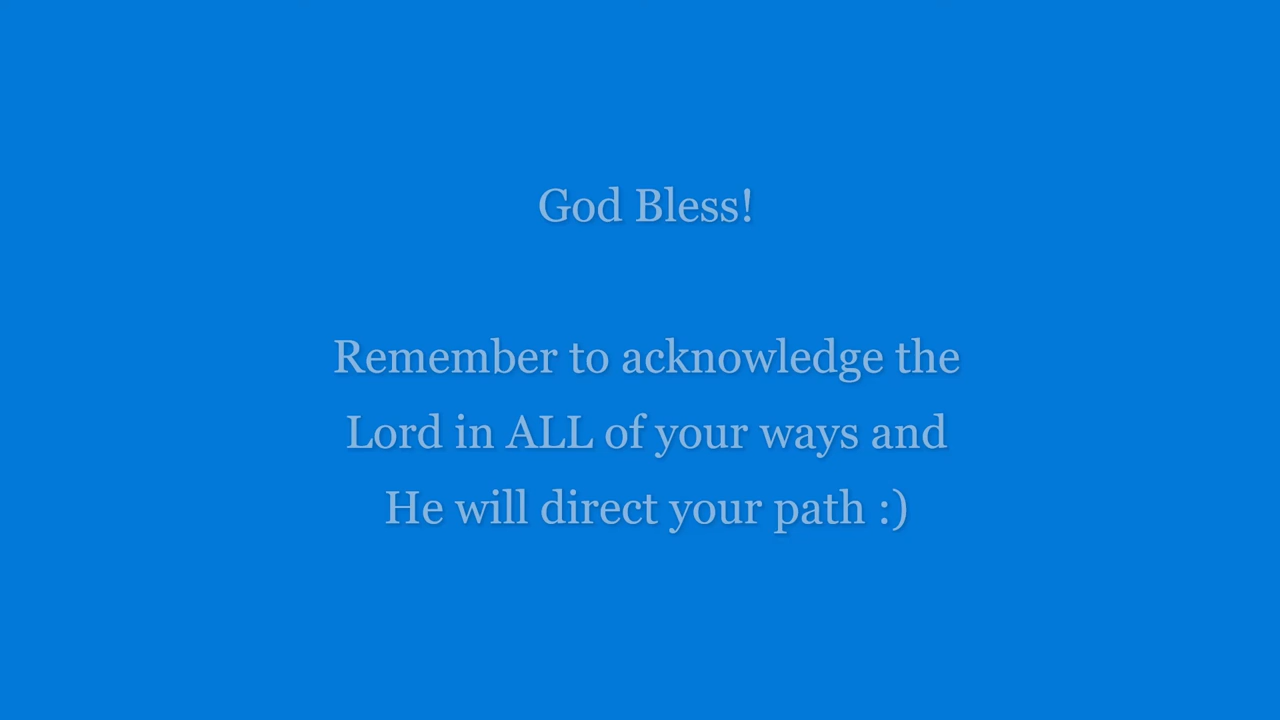 God Bless!
Remember to acknowledge the
Lord in ALL of your ways and
He will direct your path :)